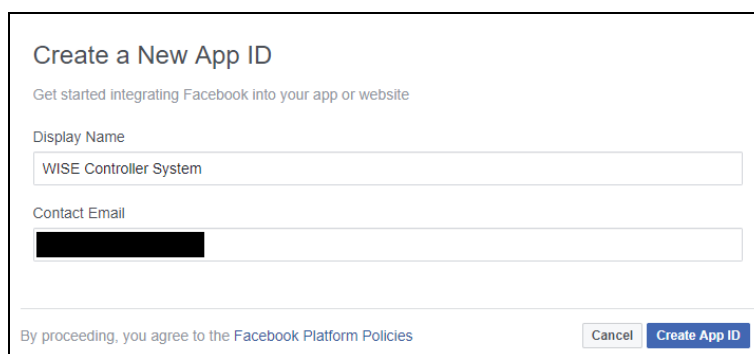 Create a New App ID
Get started integrating Facebook into your app or website
Display Name
WISE Controller System
Contact Email
By proceeding, you agree to the Facebook Platform Policies
Cancel
Create App ID